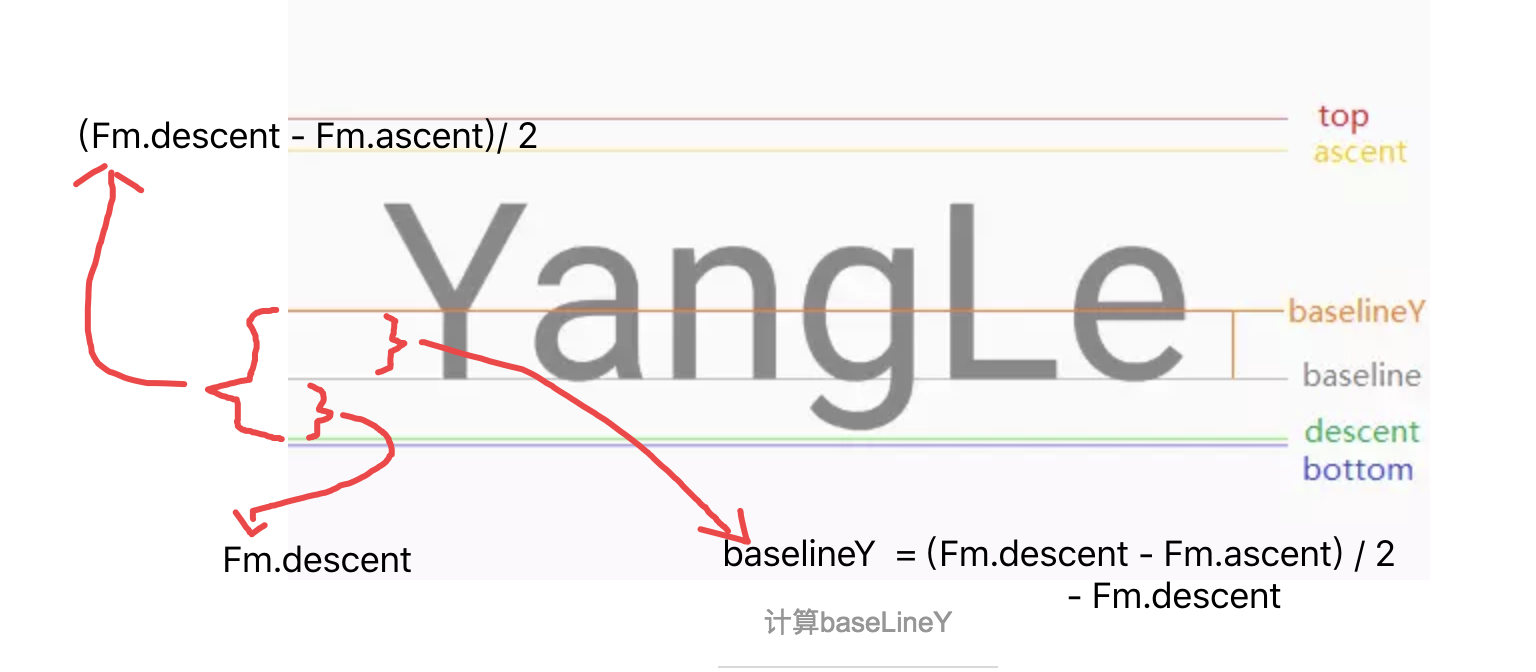 top
(Fm.descent - Fm.ascent)/ 2
ascent
YangLe
baselineY
baseline
descent
bottom
Fm.descent
baselineY = (Fm.descent - Fm.ascent) / 2
- Fm.descent
计算baseLineY